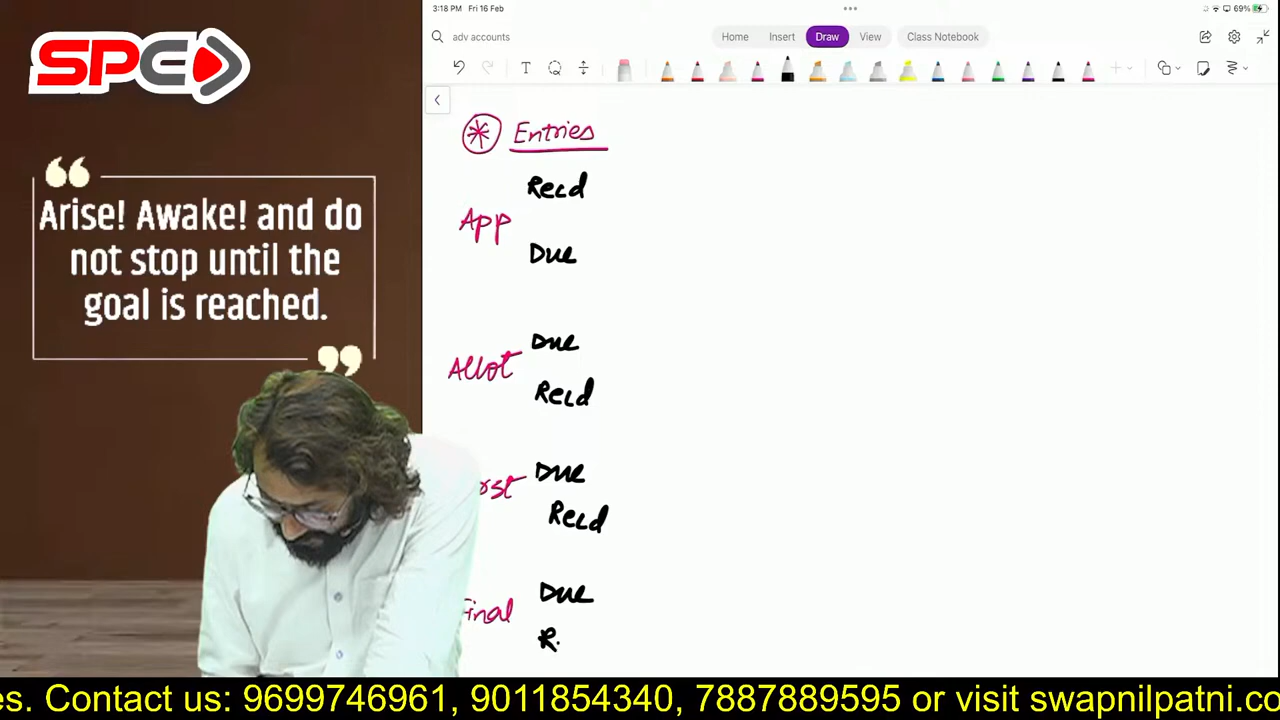 3:18 PM Fri 16 Feb
69%
adv accounts
Home Insert Draw View Class Notebook
SPE
Arise! Awake! and do
not stop until the
goal is reached.
Entries
Recd
App
Due
Due
Allot
Recd
Due
rst
Recd
Due
Final
R.
es. Contact us: 9699746961, 9011854340, 7887889595 or visit swapnilpatni.co